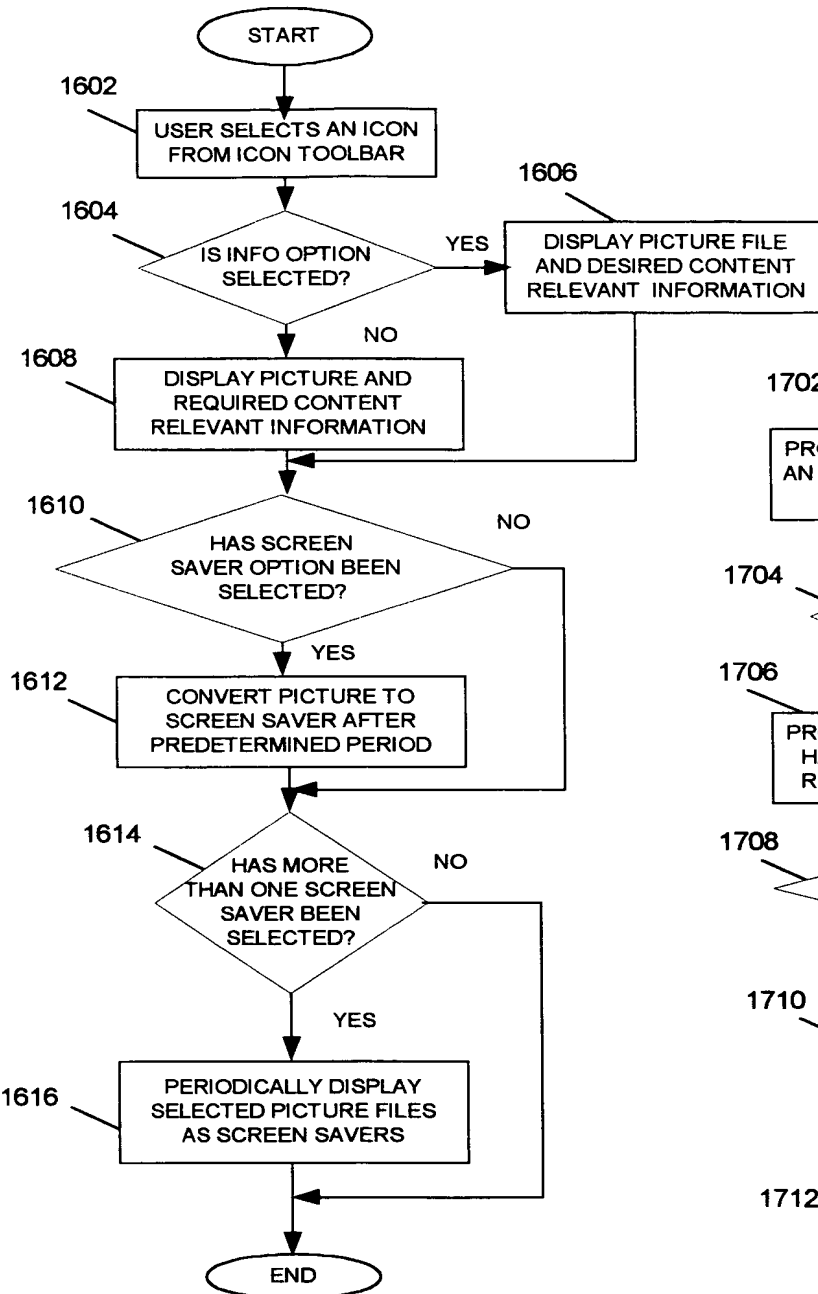 START
1602
USER SELECTS AN ICON
FROM ICON TOOLBAR
1604
IS INFO OPTION
SELECTED?
YES
1606
DISPLAY PICTURE FILE
AND DESIRED CONTENT
RELEVANT INFORMATION
NO
1608
DISPLAY PICTURE AND
REQUIRED CONTENT
RELEVANT INFORMATION
1610
HAS SCREEN
SAVER OPTION BEEN
SELECTED?
NO
YES
1612
CONVERT PICTURE TO
SCREEN SAVER AFTER
PREDETERMINED PERIOD
1614
HAS MORE
THAN ONE SCREEN
SAVER BEEN
SELECTED?
NO
YES
1616
PERIODICALLY DISPLAY
SELECTED PICTURE FILES
AS SCREEN SAVERS
END
1702
AN
1704
1706
1708
1710
1712